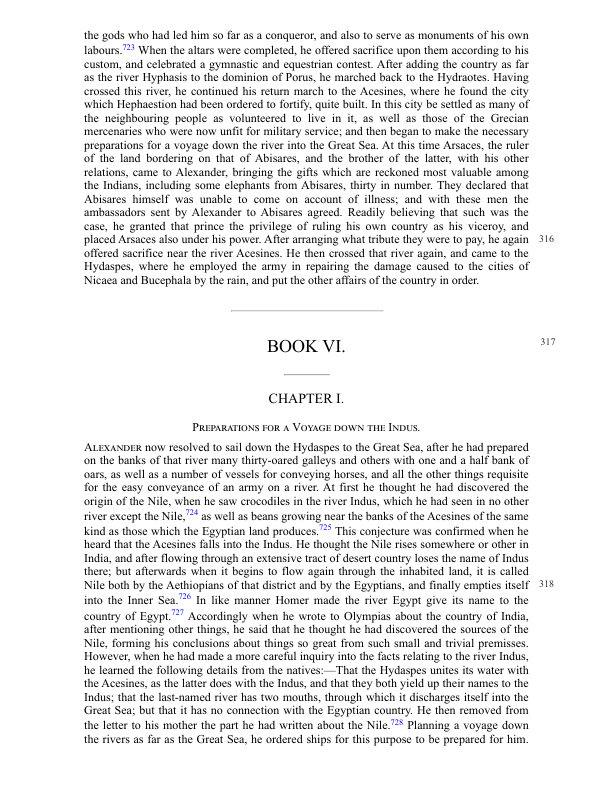 the gods who had led him so far as a conqueror, and also to serve as monuments of his own
labours.723 When the altars were completed, he offered sacrifice upon them according to his
custom, and celebrated a gymnastic and equestrian contest. After adding the country as far
as the river Hyphasis to the dominion of Porus, he marched back to the Hydraotes. Having
crossed this river, he continued his return march to the Acesines, where he found the city
which Hephaestion had been ordered to fortify, quite built. In this city he settled as many of
the neighbouring people as volunteered to live in it, as well as those of the Grecian
mercenaries who were now unfit for military service; and then began to make the necessary
preparations for a voyage down the river into the Great Sea. At this time Arsaces, the ruler
of the land bordering on that of Abisares, and the brother of the latter, with his other
relations, came to Alexander, bringing the gifts which are reckoned most valuable among
the Indians, including some elephants from Abisares, thirty in number. They declared that
Abisares himself was unable to come on account of illness; and with these men the
ambassadors sent by Alexander to Abisares agreed. Readily believing that such was the
case, he granted that prince the privilege of ruling his own country as his viceroy, and
placed Arsaces also under his power. After arranging what tribute they were to pay, he again 316
offered sacrifice near the river Acesines. He then crossed that river again, and came to the
Hydaspes, where he employed the army in repairing the damage caused to the cities of
Nicaea and Bucephala by the rain, and put the other affairs of the country in order.
BOOK VI. 317
CHAPTER I.
Preparations for a Voyage down the Indus.
Alexander now resolved to sail down the Hydaspes to the Great Sea, after he had prepared
on the banks of that river many thirty-oared galleys and others with one and a half bank of
oars, as well as a number of vessels for conveying horses, and all the other things requisite
for the easy conveyance of an army on a river. At first he thought he had discovered the
origin of the Nile, when he saw crocodiles in the river Indus, which he had seen in no other
river except the Nile,724 as well as beans growing near the banks of the Acesines of the same
kind as those which the Egyptian land produces.725 This conjecture was confirmed when he
heard that the Acesines falls into the Indus. He thought the Nile rises somewhere or other in
India, and after flowing through an extensive tract of desert country loses the name of Indus
there; but afterwards when it begins to flow again through the inhabited land, it is called
Nile both by the Aethiopians of that district and by the Egyptians, and finally empties itself 318
into the Inner Sea.726 In like manner Homer made the river Egypt give its name to the
country of Egypt.727 Accordingly when he wrote to Olympias about the country of India,
after mentioning other things, he said that he thought he had discovered the sources of the
Nile, forming his conclusions about things so great from such small and trivial premisses.
However, when he had made a more careful inquiry into the facts relating to the river Indus,
he learned the following details from the natives:—That the Hydaspes unites its water with
the Acesines, as the latter does with the Indus, and that they both yield up their names to the
Indus; that the last-named river has two mouths, through which it discharges itself into the
Great Sea; but that it has no connection with the Egyptian country. He then removed from
the letter to his mother the part he had written about the Nile.728 Planning a voyage down
the rivers as far as the Great Sea, he ordered ships for this purpose to be prepared for him.